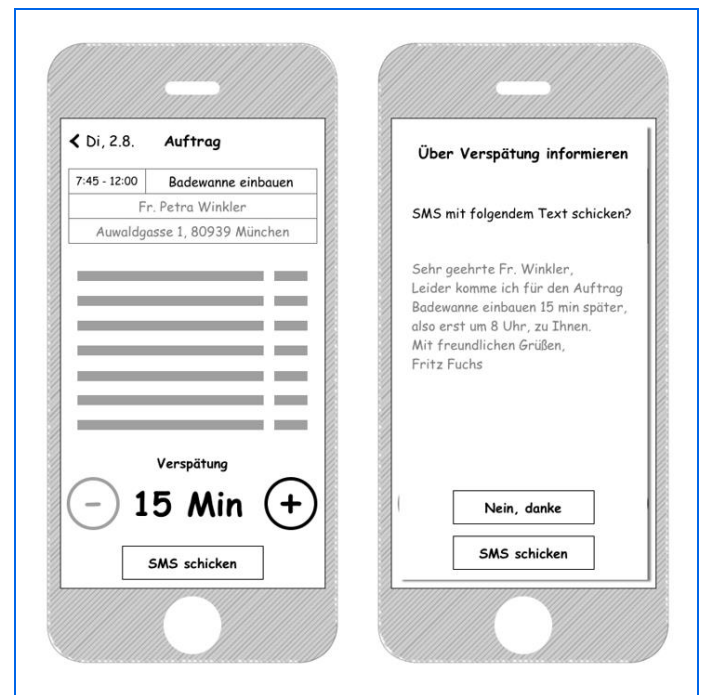 Di, 2.8. Auftrag
7:45 - 12:00 Badewanne einbauen
Fr. Petra Winkler
Auwaldgasse 1, 80939 München
Verspätung
15 Min
SMS schicken
Über Verspätung informieren
SMS mit folgendem Text schicken?
Sehr geehrte Fr. Winkler,
Leider komme ich für den Auftrag
Badewanne einbauen 15 min später,
also erst um 8 Uhr, zu Ihnen.
Mit freundlichen Grüßen,
Fritz Fuchs
Nein, danke
SMS schicken